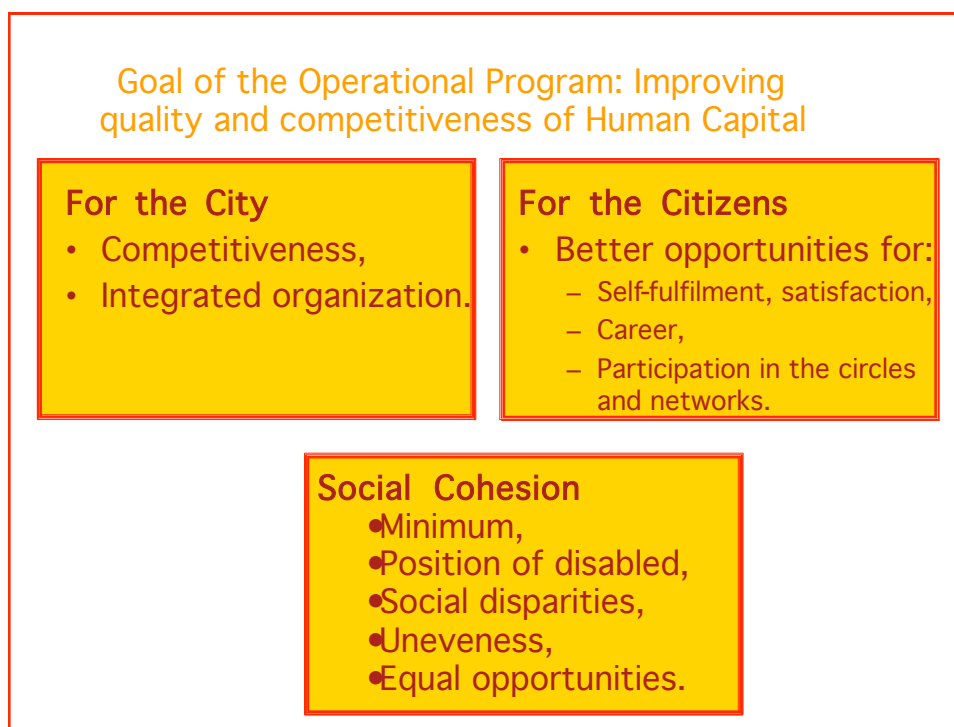 Goal of the Operational Program: Improving
quality and competitiveness of Human Capital
For the City
• Competitiveness,
• Integrated organization.
For the Citizens
• Better opportunities for:
– Self-fulfilment, satisfaction,
– Career,
– Participation in the circles
and networks.
Social Cohesion
•Minimum,
•Position of disabled,
•Social disparities,
•Uneveness,
•Equal opportunities.